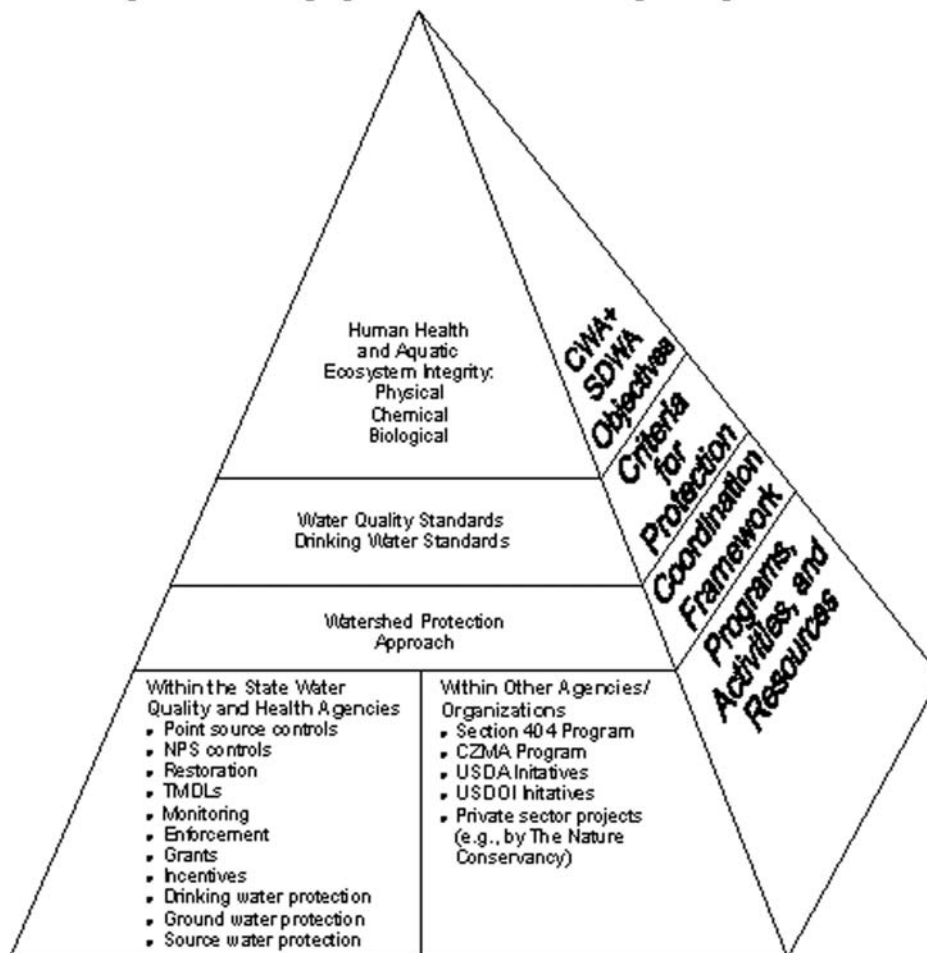 Human Health
and Aquatic
Ecosystem Integrity:
Physical
Chemical
Biological
CWA+
SDWA
Objectives
Water Quality Standards
Drinking Water Standards
Criteria
for
Protection
Watershed Protection
Approach
Coordination
Framework
Within the State Water
Quality and Health Agencies
• Point source controls
• NPS controls
• Restoration
• TMDLs
• Monitoring
• Enforcement
• Grants
• Incentives
• Drinking water protection
• Ground water protection
• Source water protection
Within Other Agencies/
Organizations
• Section 404 Program
• CZMA Program
• USDA Initatives
• USDOI Initatives
• Private sector projects
(e.g., by The Nature
Conservancy)
Programs,
Activities, and
Resources